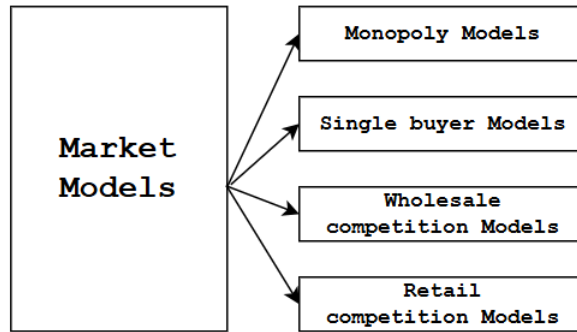 Market
Models
Monopoly Models
Single buyer Models
Wholesale
competition Models
Retail
competition Models